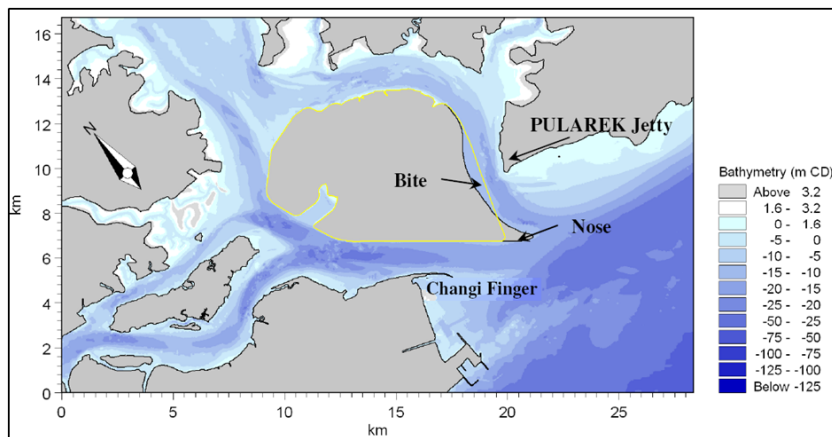 16
14
12
10
8
6
4
2
0
km
0
5
10
15
20
25
km
N
PULAREK Jetty
Bite
Nose
Changi Finger
Bathymetry (m CD)
Above 3.2
1.6 - 3.2
0 - 1.6
-5 - 0
-10 - -5
-15 - -10
-20 - -15
-25 - -20
-50 - -25
-75 - -50
-100 - -75
-125 - -100
Below -125